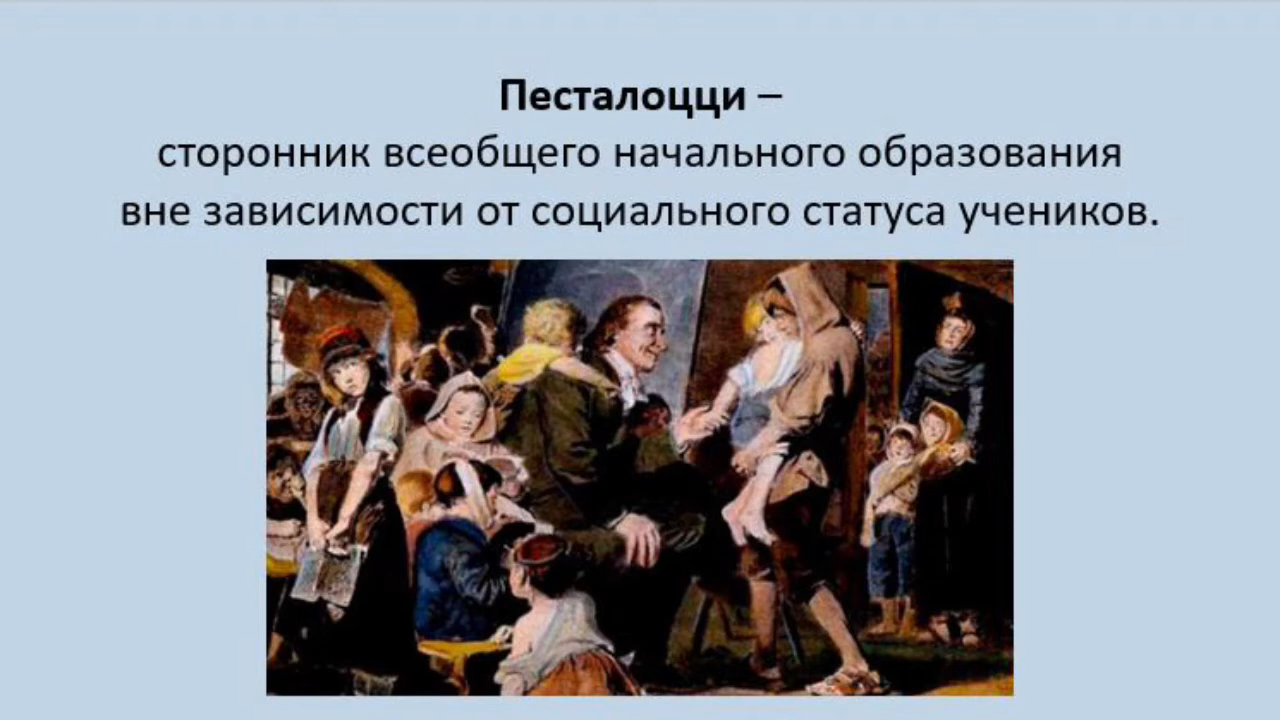 Песталоцци –
сторонник всеобщего начального образования
вне зависимости от социального статуса учеников.